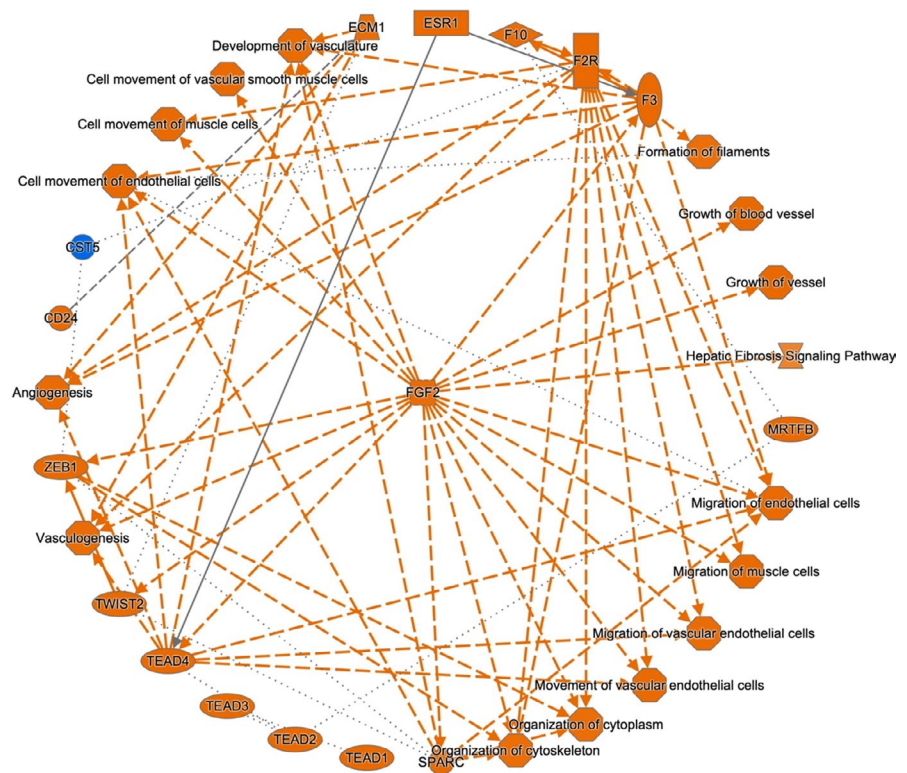 ECM1
ESR1
F10
Development of vasculature
F2R
Cell movement of vascular smooth muscle cells
F3
Cell movement of muscle cells
Formation of filaments
Cell movement of endothelial cells
Growth of blood vessel
CST5
Growth of vessel
CD24
Hepatic Fibrosis Signaling Pathway
Angiogenesis
FGF2
MRTFB
ZEB1
Migration of endothelial cells
Vasculogenesis
Migration of muscle cells
TWIST2
Migration of vascular endothelial cells
TEAD4
Movement of vascular endothelial cells
TEAD3
Organization of cytoplasm
TEAD2
Organization of cytoskeleton
TEAD1
SPARC